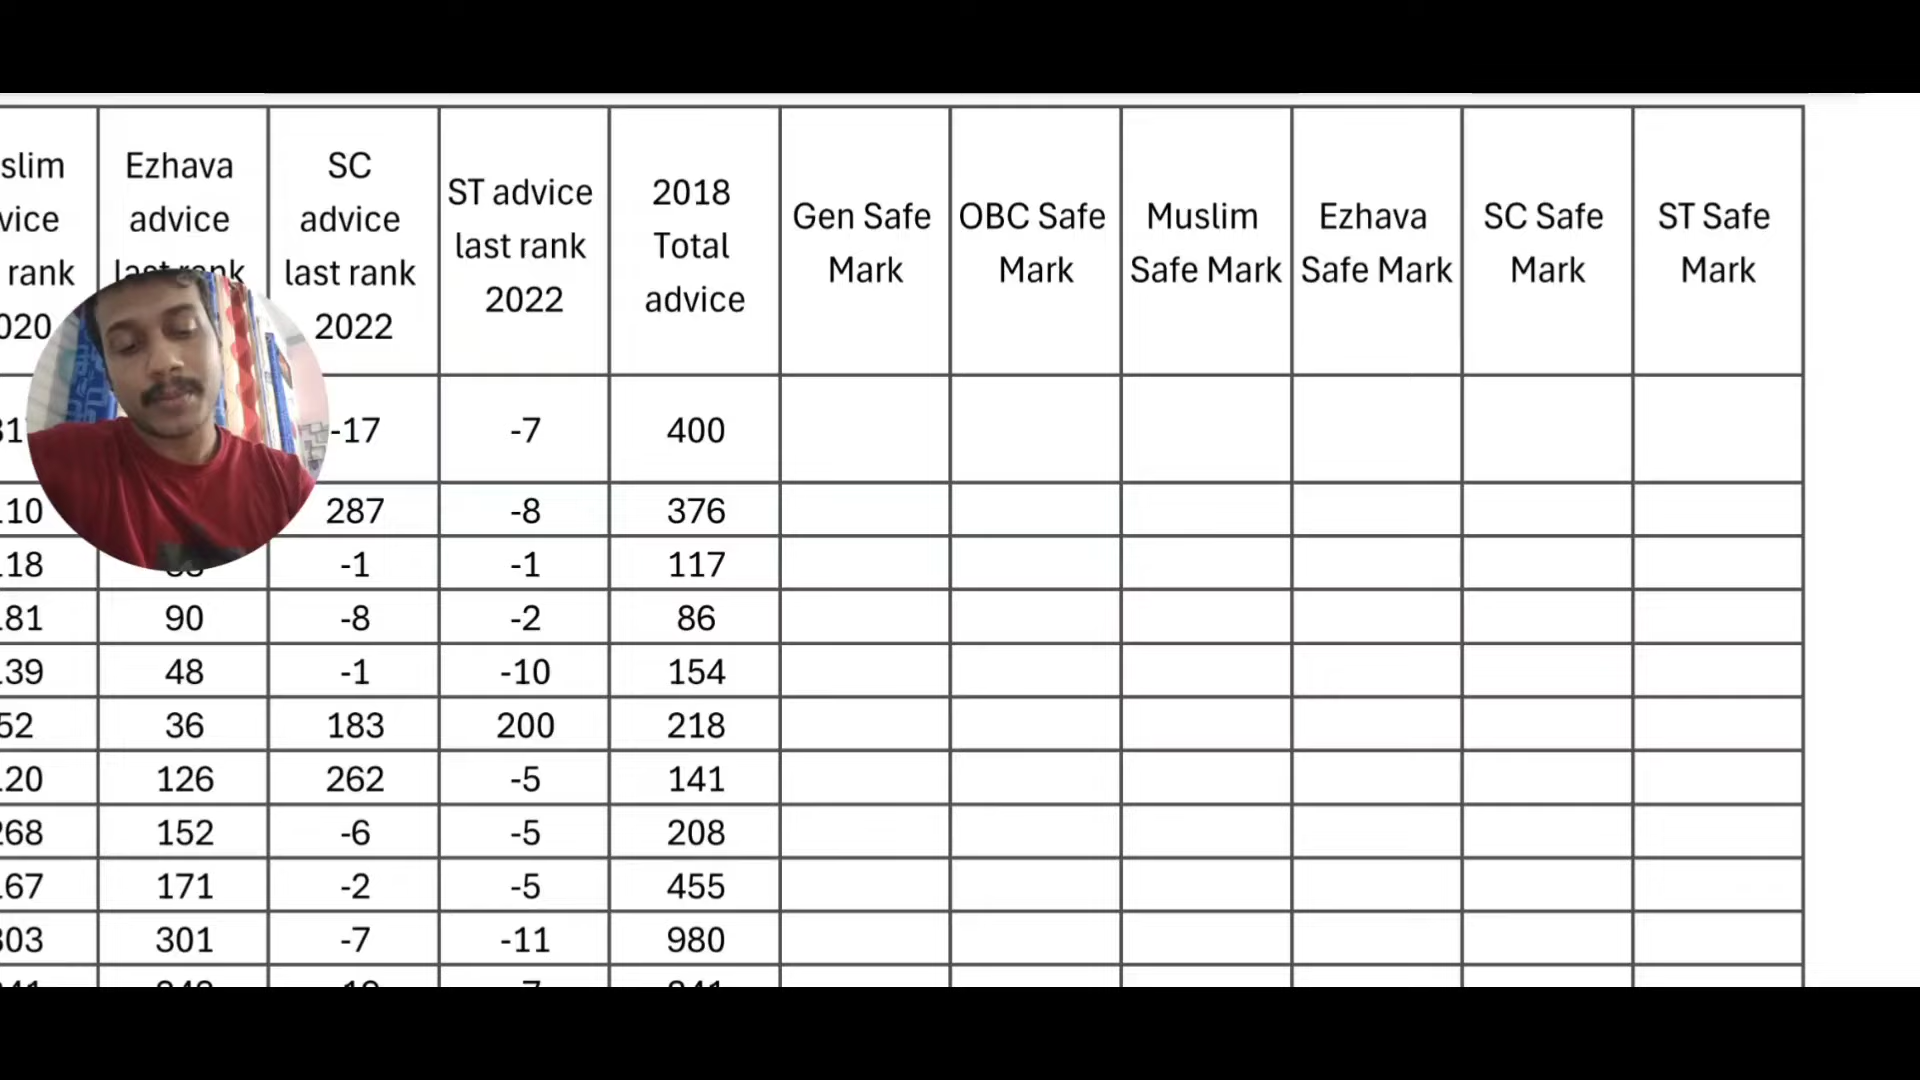 slim
vice
rank
020
Ezhava
advice
last rank
SC
advice
last rank
2022
ST advice
last rank
2022
2018
Total
advice
Gen Safe
Mark
OBC Safe
Mark
Muslim
Safe Mark
Ezhava
Safe Mark
SC Safe
Mark
ST Safe
Mark
-17 -7 400
10 287 -8 376
18 -1 -1 117
81 90 -8 -2 86
39 48 -1 -10 154
52 36 183 200 218
20 126 262 -5 141
268 152 -6 -5 208
67 171 -2 -5 455
303 301 -7 -11 980